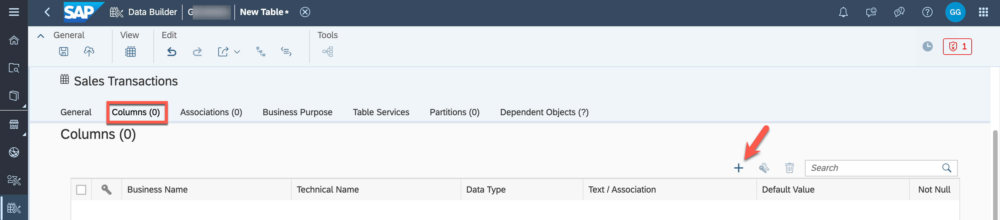 SAP Data Builder G New Table* GG
General View Edit Tools
1
Sales Transactions
General Columns (0) Associations (0) Business Purpose Table Services Partitions (0) Dependent Objects (?)
Columns (0)
Search
Business Name Technical Name Data Type Text / Association Default Value Not Null